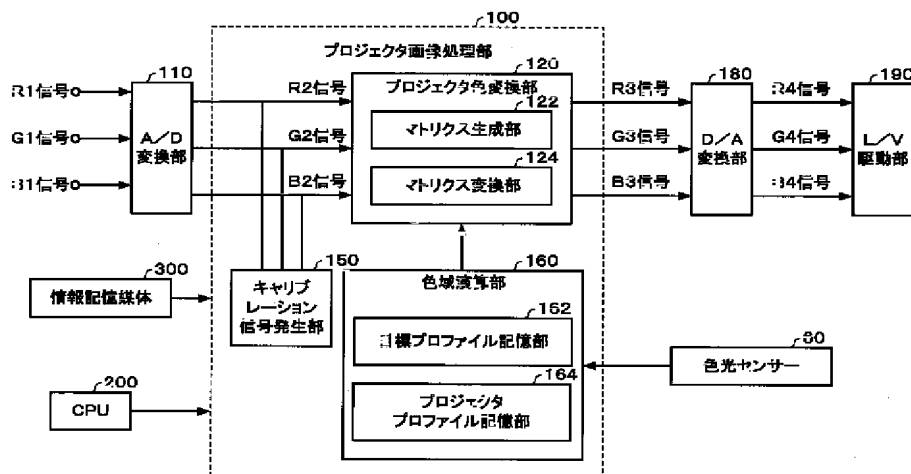 100
プロジェクタ画像処理部
110
120
180
190
R1信号
R2信号
プロジェクタ色変換部
R3信号
R4信号
122
G1信号
A/D
変換部
G2信号
マトリクス生成部
G3信号
D/A
変換部
G4信号
L/V
駆動部
124
B1信号
B2信号
マトリクス変換部
B3信号
B4信号
300
150
160
情報記憶媒体
キャリブ
レーション
信号発生部
色域演算部
162
目標プロファイル記憶部
60
色光センサー
164
200
CPU
プロジェクタ
プロファイル記憶部